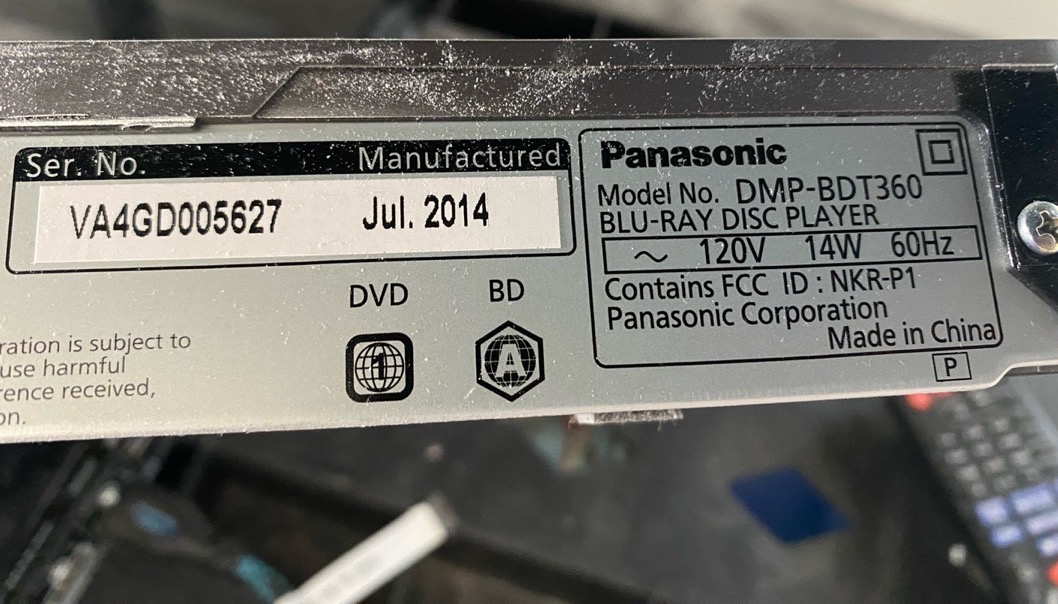 Ser. No. Manufactured
VA4GD005627 Jul. 2014
DVD BD
1 A
ration is subject to
use harmful
rence received,
on.
Panasonic
Model No. DMP-BDT360
BLU-RAY DISC PLAYER
~ 120V 14W 60Hz
Contains FCC ID : NKR-P1
Panasonic Corporation
Made in China
P